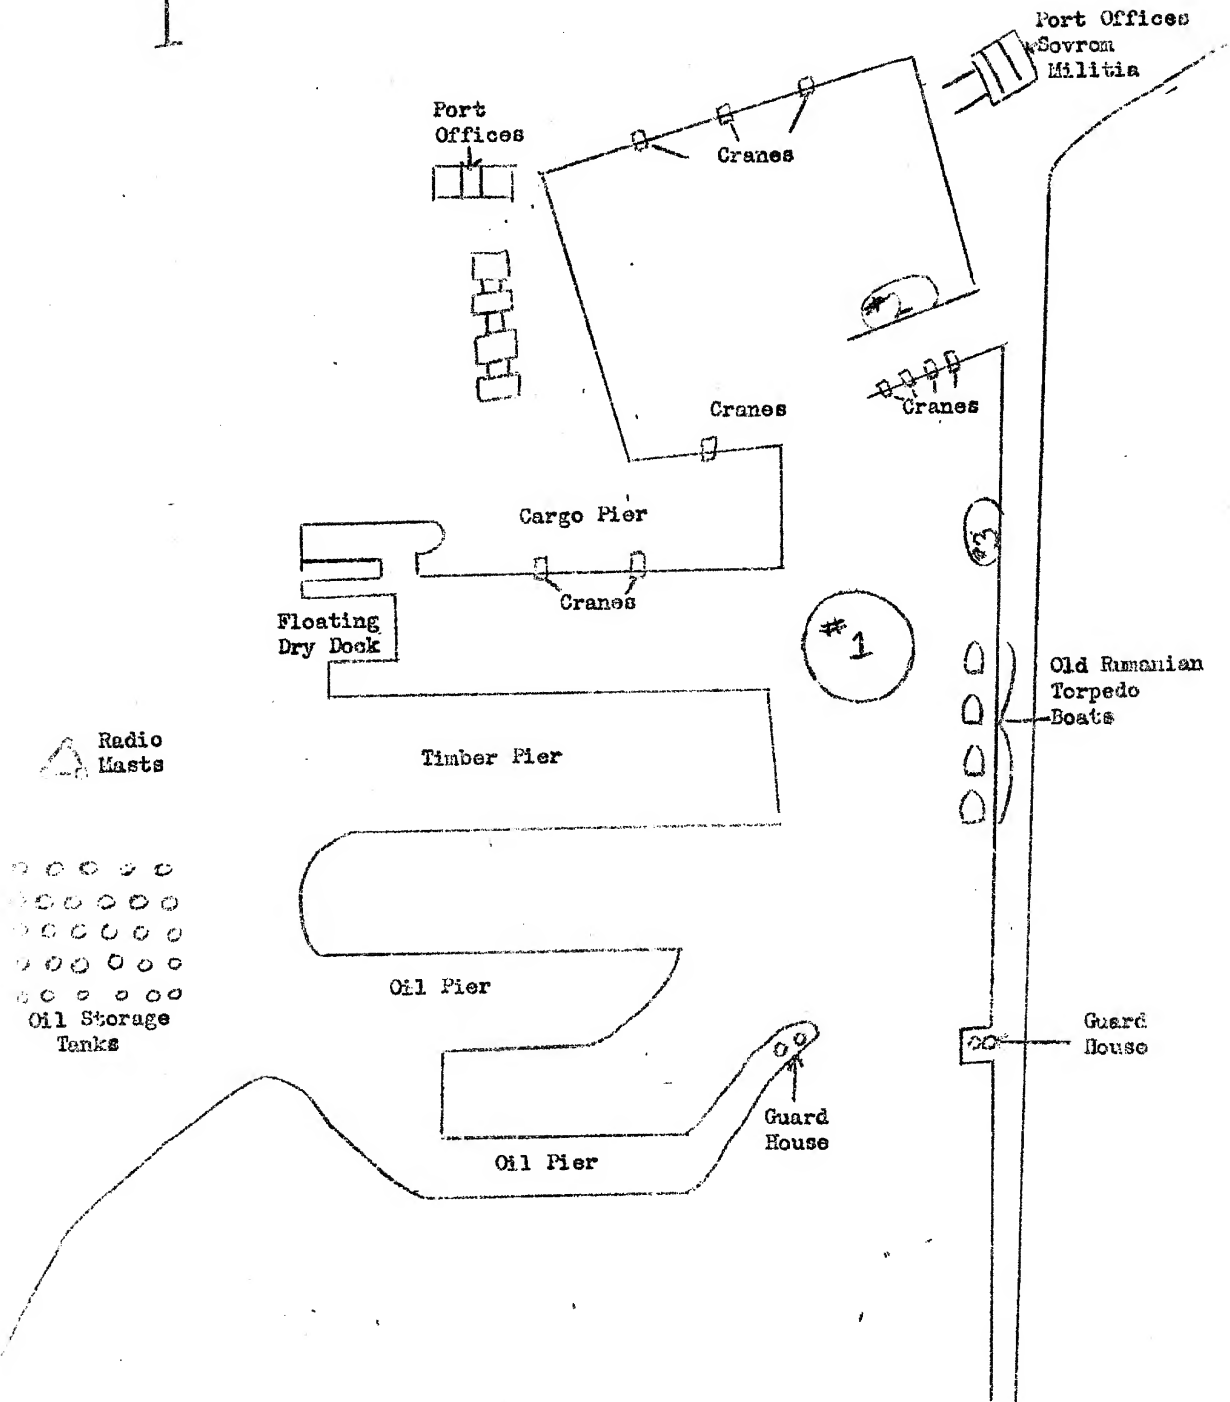 Port Offices
Sovrom
Militia
Port
Offices
Cranes
#2
Cranes
Cranes
Cargo Pier
#3
Cranes
Floating
Dry Dock
#1
Old Rumanian
Torpedo
Boats
Radio
Masts
Timber Pier
Oil Pier
Oil Storage
Tanks
Guard
House
Guard
House
Oil Pier